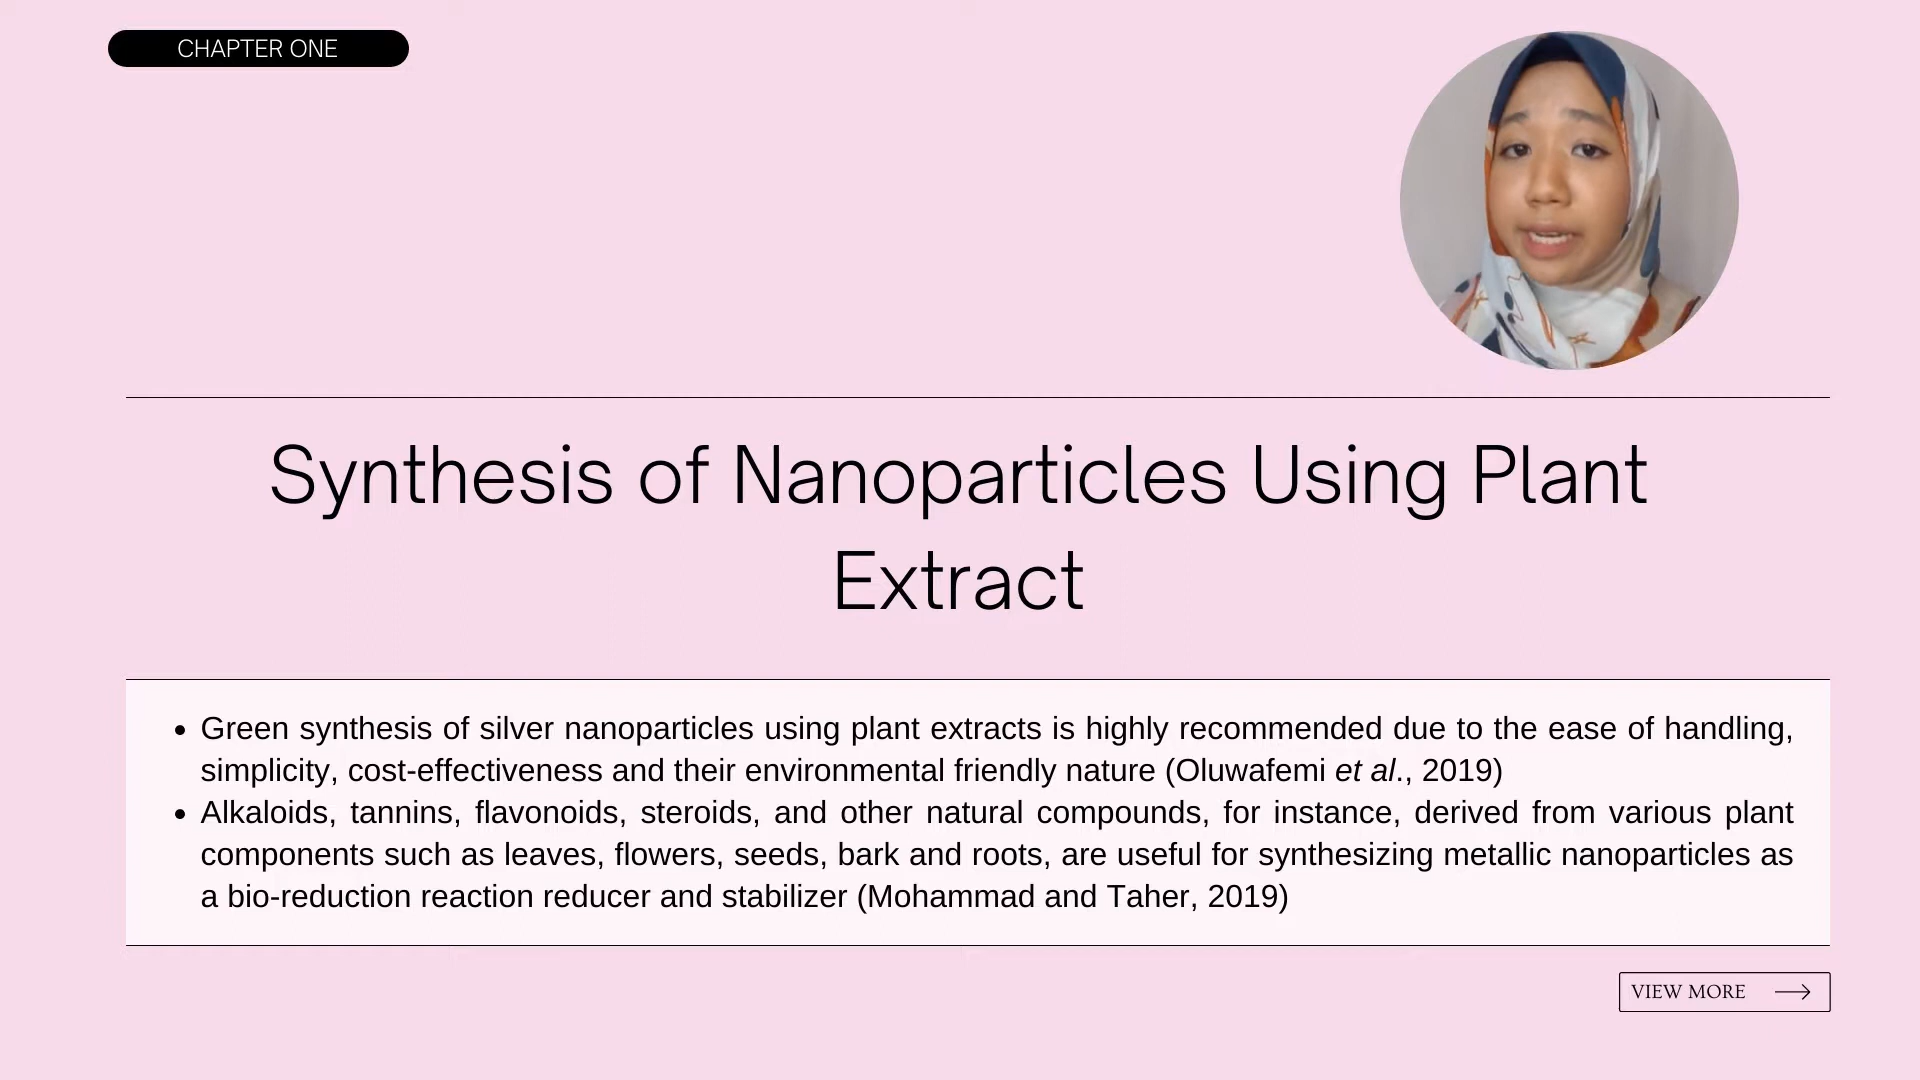 CHAPTER ONE
Synthesis of Nanoparticles Using Plant
Extract
• Green synthesis of silver nanoparticles using plant extracts is highly recommended due to the ease of handling,
simplicity, cost-effectiveness and their environmental friendly nature (Oluwafemi et al., 2019)
• Alkaloids, tannins, flavonoids, steroids, and other natural compounds, for instance, derived from various plant
components such as leaves, flowers, seeds, bark and roots, are useful for synthesizing metallic nanoparticles as
a bio-reduction reaction reducer and stabilizer (Mohammad and Taher, 2019)
VIEW MORE